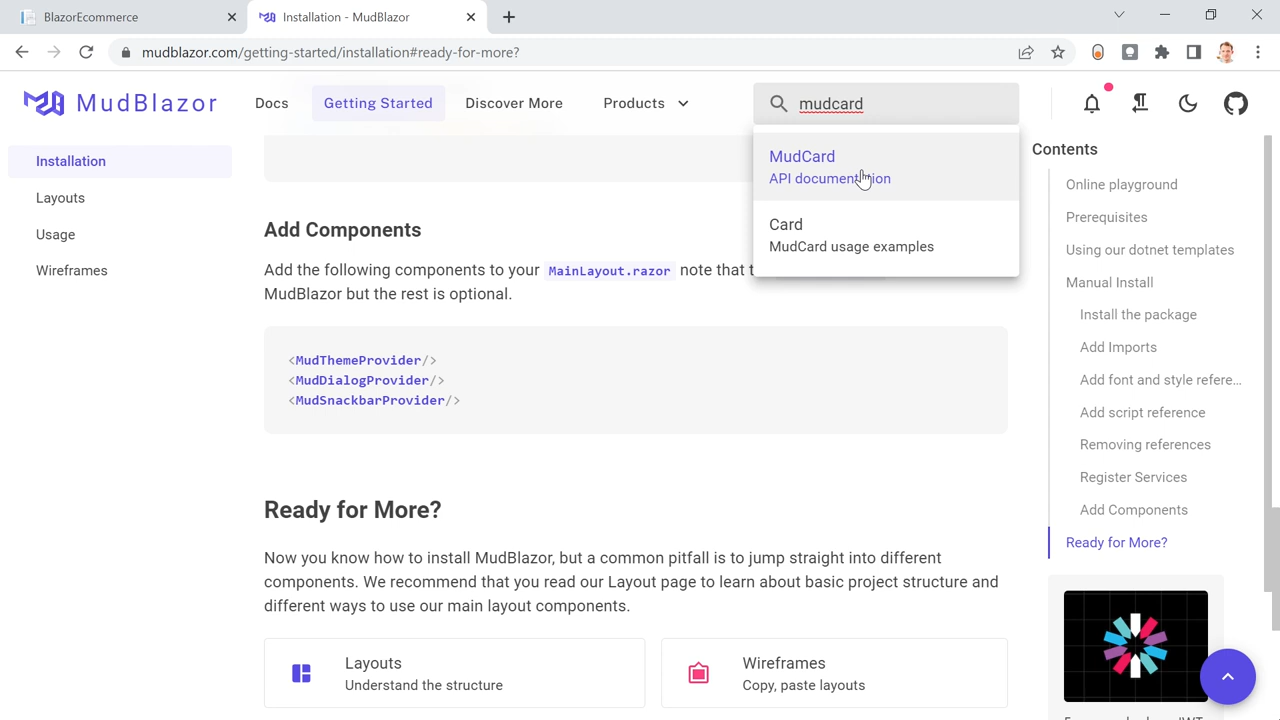 BlazorEcommerce
Installation - MudBlazor
mudblazor.com/getting-started/installation#ready-for-more?
MudBlazor
Docs
Getting Started
Discover More
Products
mudcard
MudCard
API documentation
Card
MudCard usage examples
Installation
Layouts
Usage
Wireframes
Add Components
Add the following components to your MainLayout.razor note that t
MudBlazor but the rest is optional.
<MudThemeProvider/>
<MudDialogProvider/>
<MudSnackbarProvider/>
Ready for More?
Now you know how to install MudBlazor, but a common pitfall is to jump straight into different
components. We recommend that you read our Layout page to learn about basic project structure and
different ways to use our main layout components.
Layouts
Understand the structure
Wireframes
Copy, paste layouts
Contents
Online playground
Prerequisites
Using our dotnet templates
Manual Install
Install the package
Add Imports
Add font and style refere...
Add script reference
Removing references
Register Services
Add Components
Ready for More?